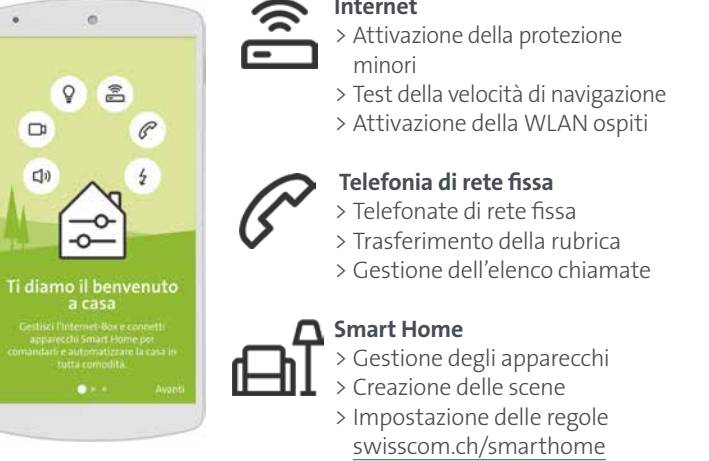 Ti diamo il benvenuto
a casa
Gestisci l'Internet-Box e connetti
apparecchi Smart Home per
comandarli e automatizzare la casa in
tutta comodità.
Avanti
Internet
> Attivazione della protezione
minori
> Test della velocità di navigazione
> Attivazione della WLAN ospiti
Telefonia di rete fissa
> Telefonate di rete fissa
> Trasferimento della rubrica
> Gestione dell'elenco chiamate
Smart Home
> Gestione degli apparecchi
> Creazione delle scene
> Impostazione delle regole
swisscom.ch/smarthome